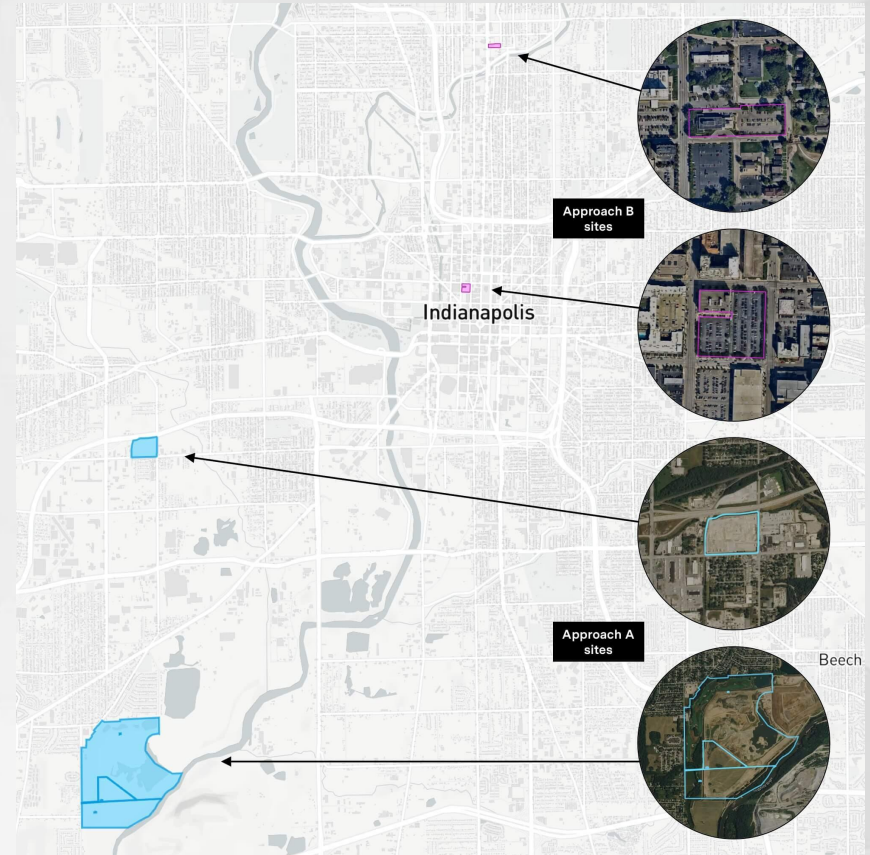 Approach B
sites
Indianapolis
Approach A
sites
Beech